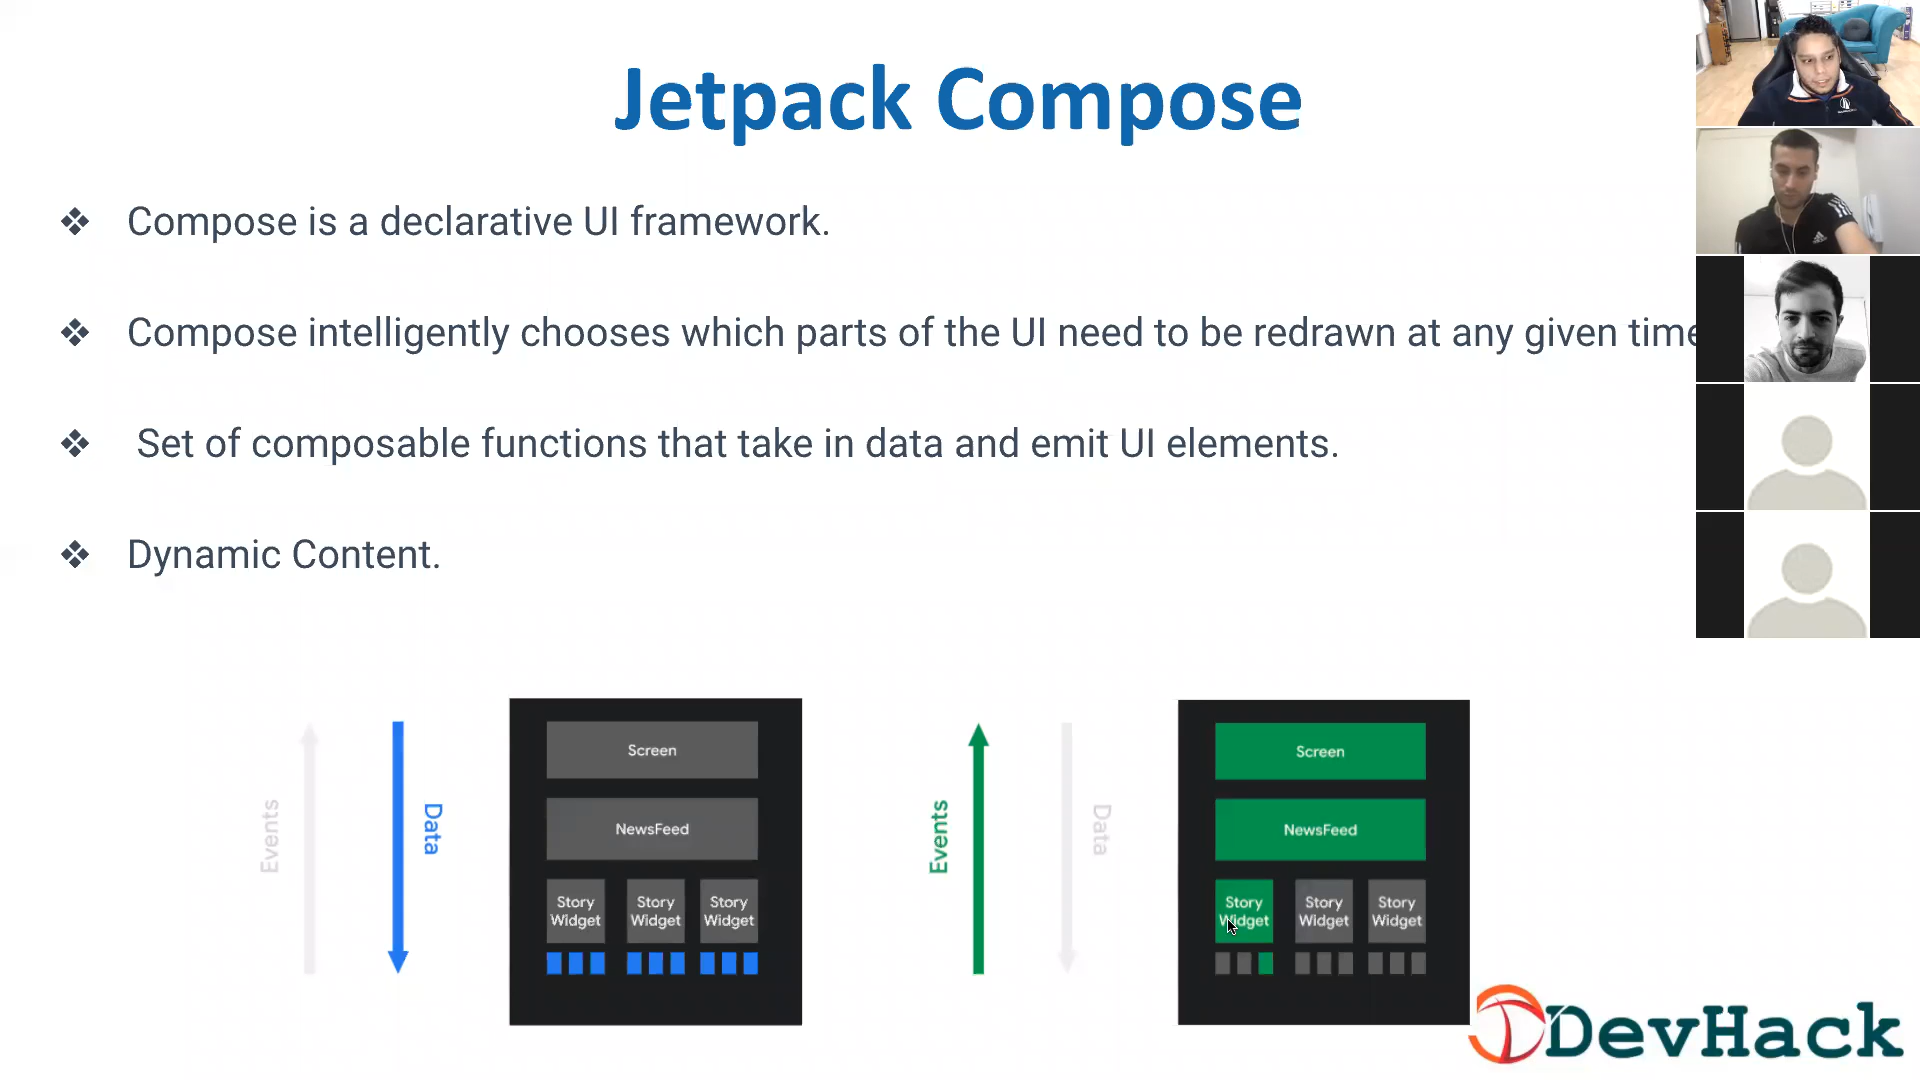 Jetpack Compose
❖ Compose is a declarative UI framework.
❖ Compose intelligently chooses which parts of the UI need to be redrawn at any given time
❖ Set of composable functions that take in data and emit UI elements.
❖ Dynamic Content.
Events
Data
Screen
NewsFeed
Story Widget
Story Widget
Story Widget
Events
Data
Screen
NewsFeed
Story Widget
Story Widget
Story Widget
DevHack